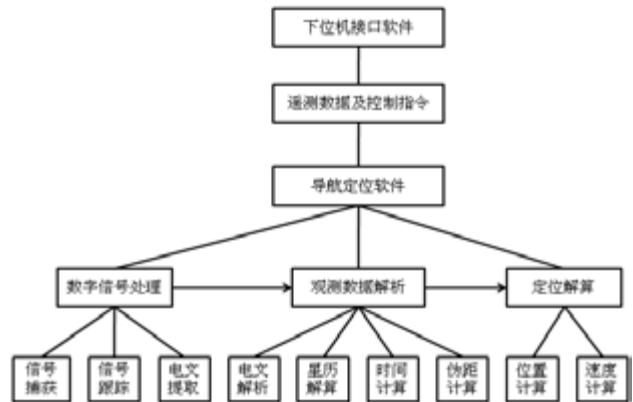 下位机接口软件
遥测数据及控制指令
导航定位软件
数字信号处理
观测数据解析
定位解算
信号
捕获
信号
跟踪
电文
提取
电文
解析
星历
解算
时间
计算
伪距
计算
位置
计算
速度
计算